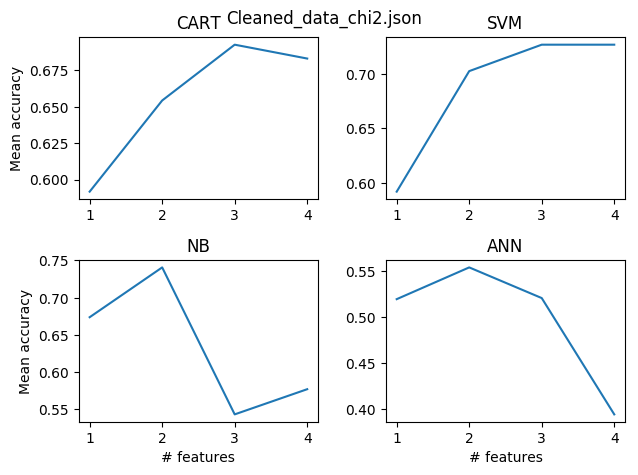 Cleaned_data_chi2.json
CART
Mean accuracy
0.675
0.650
0.625
0.600
1 2 3 4
SVM
0.70
0.65
0.60
1 2 3 4
NB
Mean accuracy
0.75
0.70
0.65
0.60
0.55
1 2 3 4
# features
ANN
0.55
0.50
0.45
0.40
1 2 3 4
# features